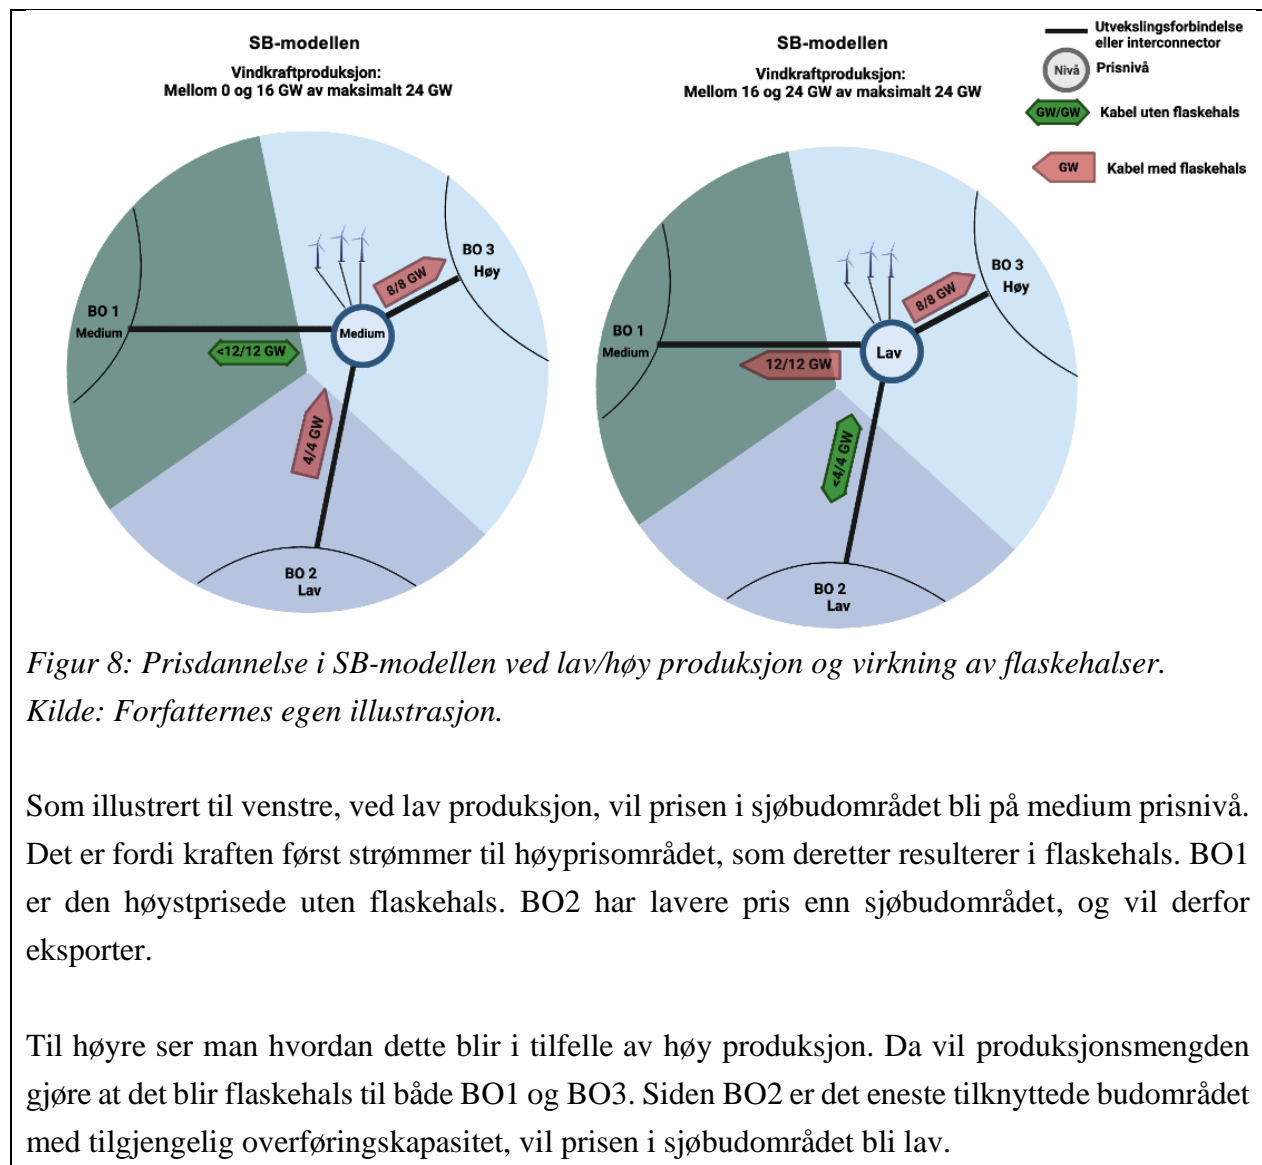 SB-modellen
Vindkraftproduksjon:
Mellom 0 og 16 GW av maksimalt 24 GW
BO 3
Høy
8/8 GW
BO 1
Medium
Medium
<12/12 GW
4/4 GW
BO 2
Lav
SB-modellen
Vindkraftproduksjon:
Mellom 16 og 24 GW av maksimalt 24 GW
BO 3
Høy
8/8 GW
BO 1
Medium
Lav
12/12 GW
<4/4 GW
BO 2
Lav
Utvekslingsforbindelse
eller interconnector
Nivå Prisnivå
GW/GW Kabel uten flaskehals
GW Kabel med flaskehals
Figur 8: Prisdannelse i SB-modellen ved lav/høy produksjon og virkning av flaskehalser.
Kilde: Forfatternes egen illustrasjon.
Som illustrert til venstre, ved lav produksjon, vil prisen i sjøbudområdet bli på medium prisnivå.
Det er fordi kraften først strømmer til høyprisområdet, som deretter resulterer i flaskehals. BO1
er den høystprisede uten flaskehals. BO2 har lavere pris enn sjøbudområdet, og vil derfor
eksporter.
Til høyre ser man hvordan dette blir i tilfelle av høy produksjon. Da vil produksjonsmengden
gjøre at det blir flaskehals til både BO1 og BO3. Siden BO2 er det eneste tilknyttede budområdet
med tilgjengelig overføringskapasitet, vil prisen i sjøbudområdet bli lav.